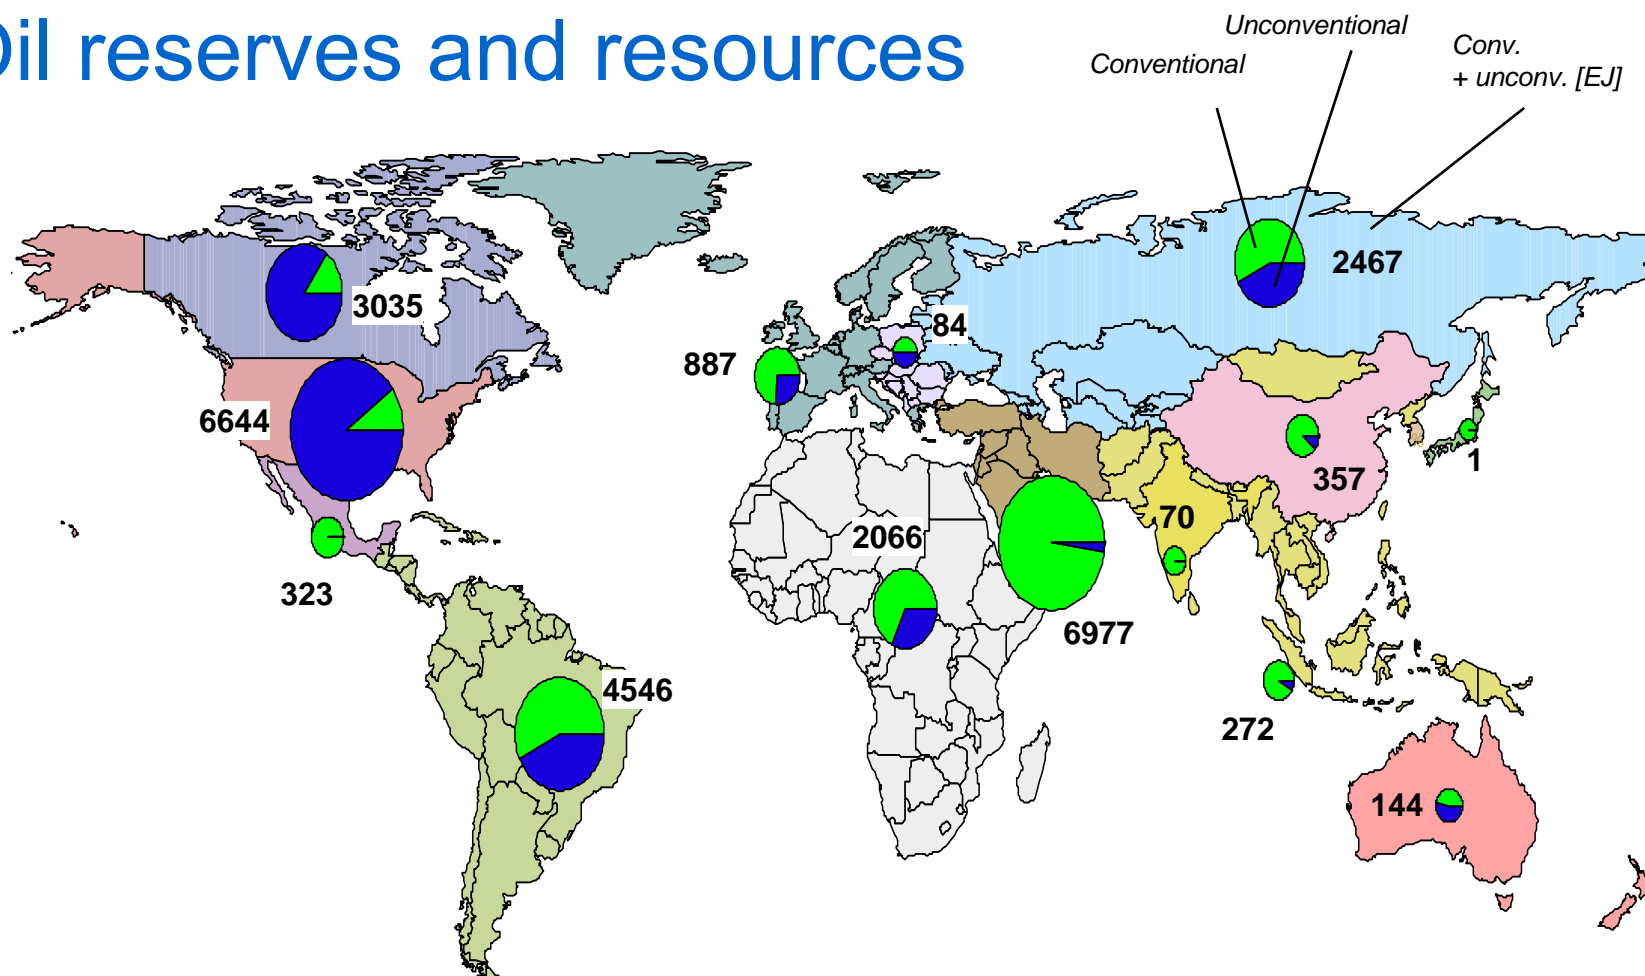 Oil reserves and resources
Unconventional
Conventional
Conv.
+ unconv. [EJ]
2467
3035
84
887
6644
357
1
70
2066
323
6977
4546
272
144